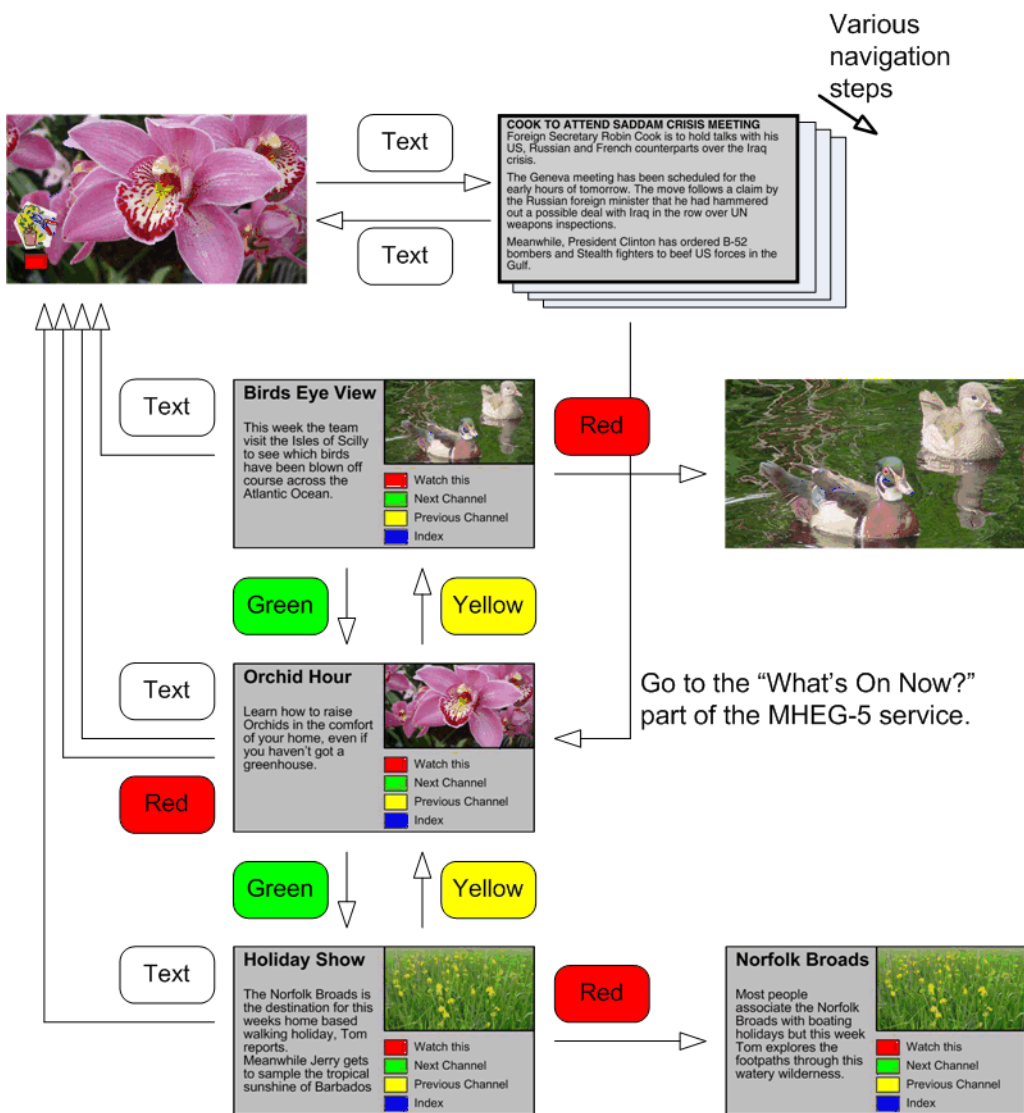 Various
navigation
steps
Text
COOK TO ATTEND SADDAM CRISIS MEETING
Foreign Secretary Robin Cook is to hold talks with his
US, Russian and French counterparts over the Iraq
crisis.
The Geneva meeting has been scheduled for the
early hours of tomorrow. The move follows a claim by
the Russian foreign minister that he had hammered
out a possible deal with Iraq in the row over UN
weapons inspections.
Meanwhile, President Clinton has ordered B-52
bombers and Stealth fighters to beef US forces in the
Gulf.
Text
Text
Birds Eye View
This week the team
visit the Isles of Scilly
to see which birds
have been blown off
course across the
Atlantic Ocean.
Watch this
Next Channel
Previous Channel
Index
Red
Green
Yellow
Text
Orchid Hour
Learn how to raise
Orchids in the comfort
of your home, even if
you haven't got a
greenhouse.
Watch this
Next Channel
Previous Channel
Index
Go to the “What's On Now?”
part of the MHEG-5 service.
Red
Green
Yellow
Text
Holiday Show
The Norfolk Broads is
the destination for this
weeks home based
walking holiday, Tom
reports.
Meanwhile Jerry gets
to sample the tropical
sunshine of Barbados
Watch this
Next Channel
Previous Channel
Index
Red
Norfolk Broads
Most people
associate the Norfolk
Broads with boating
holidays but this week
Tom explores the
footpaths through this
watery wilderness.
Watch this
Next Channel
Previous Channel
Index